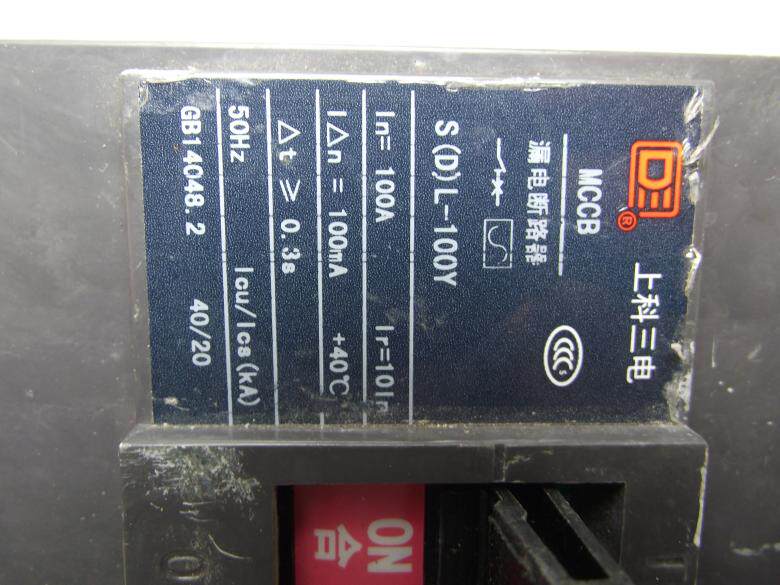 上科三电
®
MCCB
漏电断路器
CCC S
S(D)L-100Y
In= 100A Ir=10In
I△n = 100mA +40℃
△t ≥ 0.3s
50Hz Icu/Ics(kA)
GB14048.2 40/20
ON
合